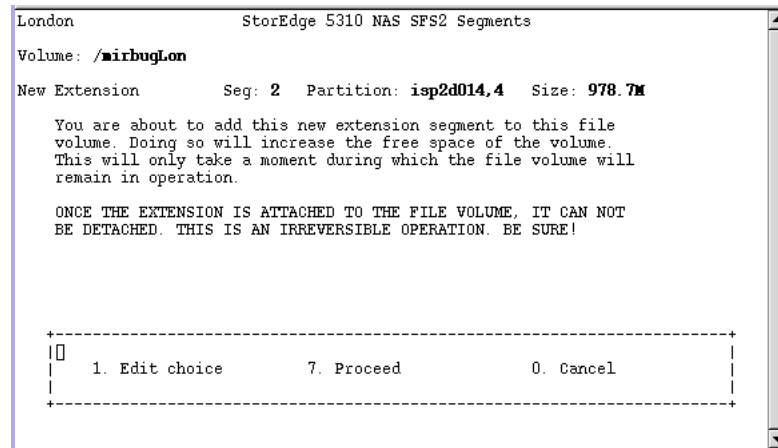 London StorEdge 5310 NAS SFS2 Segments
Volume: /mirbugLon
New Extension Seg: 2 Partition: isp2d014,4 Size: 978.7M
You are about to add this new extension segment to this file
volume. Doing so will increase the free space of the volume.
This will only take a moment during which the file volume will
remain in operation.
ONCE THE EXTENSION IS ATTACHED TO THE FILE VOLUME, IT CAN NOT
BE DETACHED. THIS IS AN IRREVERSIBLE OPERATION. BE SURE!
1. Edit choice 7. Proceed 0. Cancel